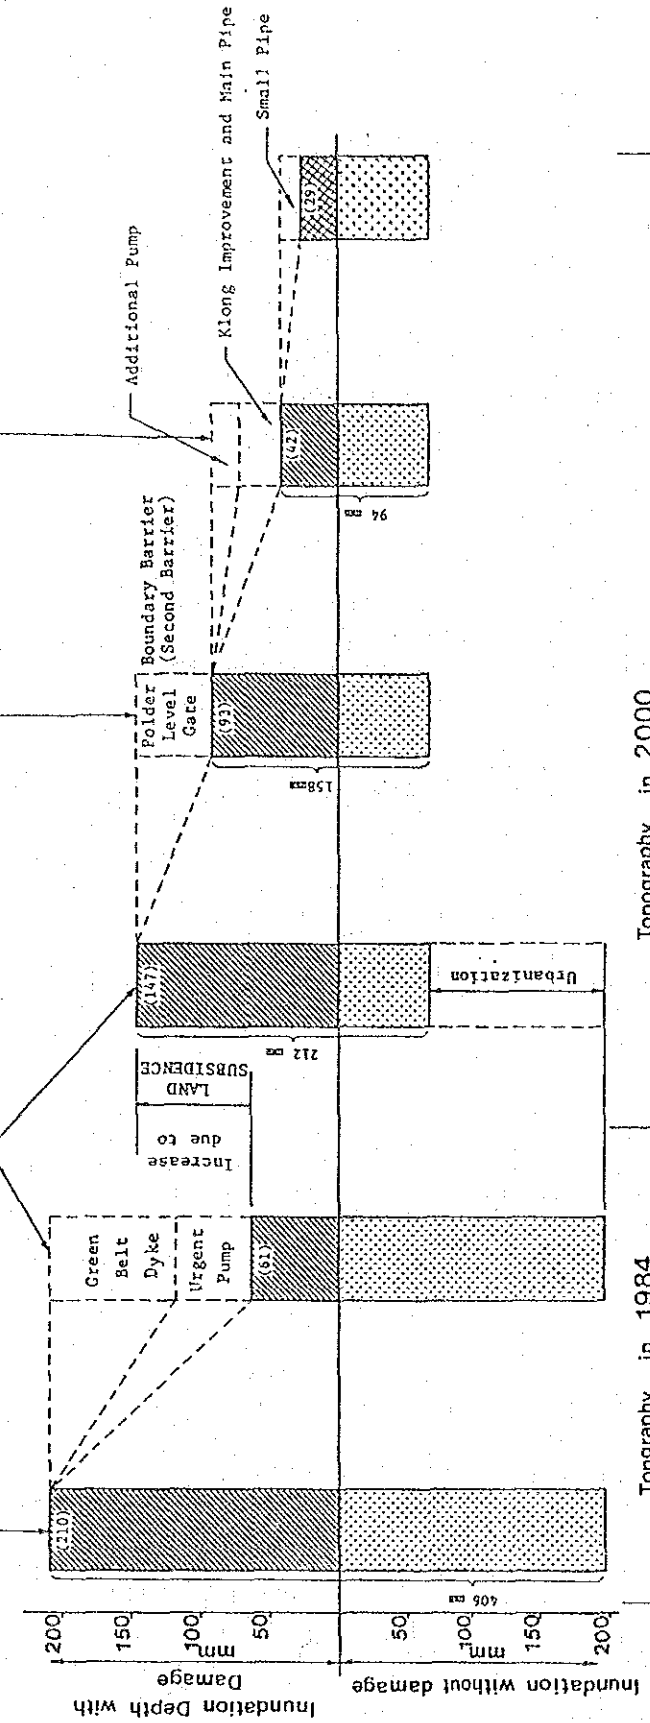 Inundation Depth with
Damage
200
150
mm
100
50
50
100
mm
150
200
Inundation without damage
(210)
406 mm
Green
Belt
Dyke
Urgent
Pump
(61)
Increase
due to
LAND
SUBSIDENCE
(147)
212 mm
Urbanization
Polder
Level
Gate
Boundary Barrier
(Second Barrier)
(93)
158mm
Additional Pump
Klong Improvement and Main Pipe
(42)
94 mm
Small Pipe
(29)
Topography in 1984
Topography in 2000